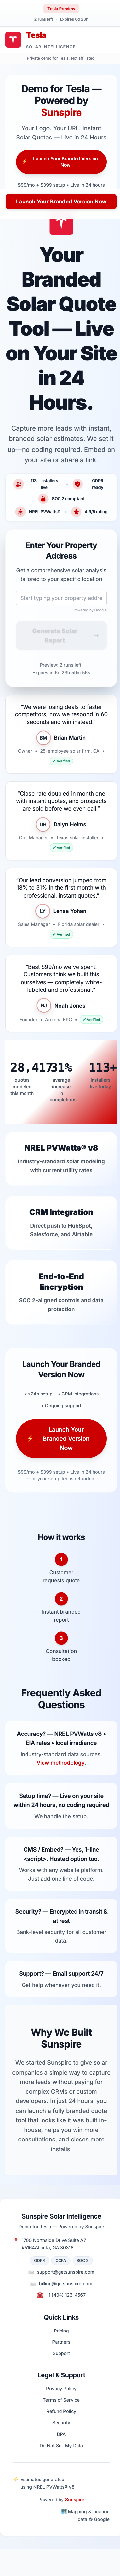 Tesla Preview
2 runs left • Expires 6d 23h
Tesla
SOLAR INTELLIGENCE
Private demo for Tesla. Not affiliated.
Demo for Tesla —
Powered by
Sunspire
Your Logo. Your URL. Instant
Solar Quotes — Live in 24
Hours
⚡ Launch Your Branded Version
Now
$99/mo + $399 setup • Live in 24 hours
Launch Your Branded Version Now
Your
Branded
Solar Quote
Tool — Live
on Your Site
in 24
Hours.
Capture more leads with instant,
branded solar estimates. We set it
up—no coding required. Embed on
your site or share a link.
113+ installers
live
GDPR
ready
SOC 2 compliant
NREL PVWatts®
4.9/5 rating
Enter Your Property
Address
Get a comprehensive solar analysis
tailored to your specific location
Start typing your property addre
Powered by Google
Generate Solar
Report
Preview: 2 runs left.
Expires in 6d 23h 59m 56s
“We were losing deals to faster
competitors, now we respond in 60
seconds and win instead.”
BM
Brian Martin
Owner • 25-employee solar firm, CA •
✓ Verified
“Close rate doubled in month one
with instant quotes, and prospects
are sold before we even call.”
DH
Dalyn Helms
Ops Manager • Texas solar installer •
✓ Verified
“Our lead conversion jumped from
18% to 31% in the first month with
professional, instant quotes.”
LY
Lensa Yohan
Sales Manager • Florida solar dealer •
✓ Verified
“Best $99/mo we've spent.
Customers think we built this
ourselves — completely white-
labeled and professional.”
NJ
Noah Jones
Founder • Arizona EPC • ✓ Verified
28,417
quotes
modeled
this month
31%
average
increase
in
completions
113+
installers
live today
NREL PVWatts® v8
Industry-standard solar modeling
with current utility rates
CRM Integration
Direct push to HubSpot,
Salesforce, and Airtable
End-to-End
Encryption
SOC 2-aligned controls and data
protection
Launch Your Branded
Version Now
• <24h setup • CRM integrations
• Ongoing support
⚡ Launch Your
Branded Version
Now
$99/mo + $399 setup • Live in 24 hours
— or your setup fee is refunded.
How it works
1
Customer
requests quote
2
Instant branded
report
3
Consultation
booked
Frequently Asked
Questions
Accuracy? — NREL PVWatts v8 •
EIA rates • local irradiance
Industry-standard data sources.
View methodology.
Setup time? — Live on your site
within 24 hours, no coding required
We handle the setup.
CMS / Embed? — Yes, 1-line
<script>. Hosted option too.
Works with any website platform.
Just add one line of code.
Security? — Encrypted in transit &
at rest
Bank-level security for all customer
data.
Support? — Email support 24/7
Get help whenever you need it.
Why We Built
Sunspire
We started Sunspire to give solar
companies a simple way to capture
more leads without paying for
complex CRMs or custom
developers. In just 24 hours, you
can launch a fully branded quote
tool that looks like it was built in-
house, helps you win more
consultations, and closes more
installs.
Sunspire Solar Intelligence
Demo for Tesla — Powered by Sunspire
📍 1700 Northside Drive Suite A7
#5164Atlanta, GA 30318
GDPR
CCPA
SOC 2
support@getsunspire.com
billing@getsunspire.com
+1 (404) 123-4567
Quick Links
Pricing
Partners
Support
Legal & Support
Privacy Policy
Terms of Service
Refund Policy
Security
DPA
Do Not Sell My Data
⚡ Estimates generated
using NREL PVWatts® v8
Powered by Sunspire
🗺️ Mapping & location
data © Google